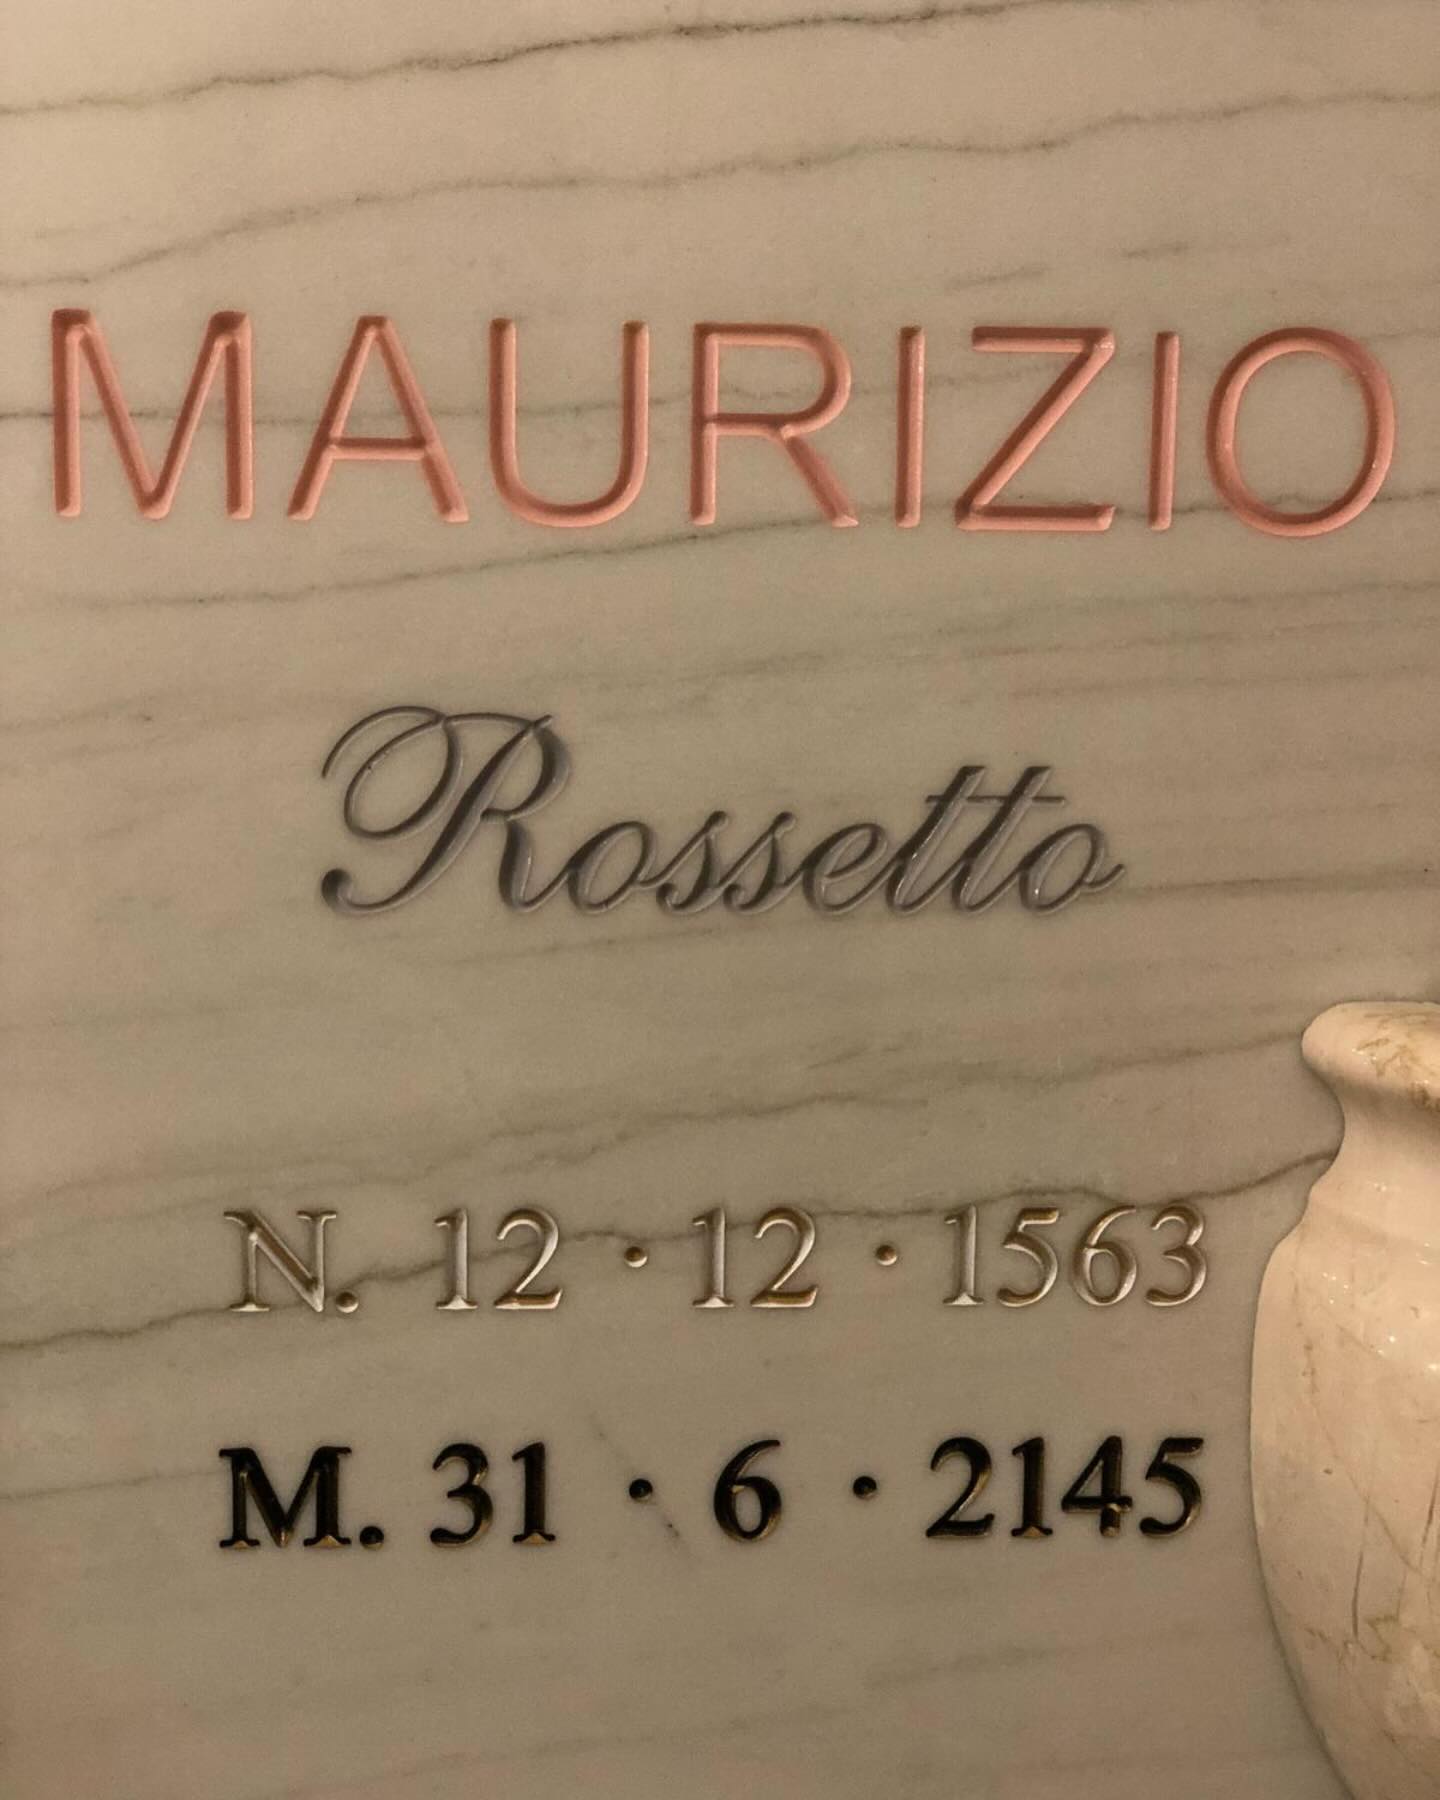 MAURIZIO
Rossetto
N. 12 · 12 · 1563
M. 31 · 6 · 2145